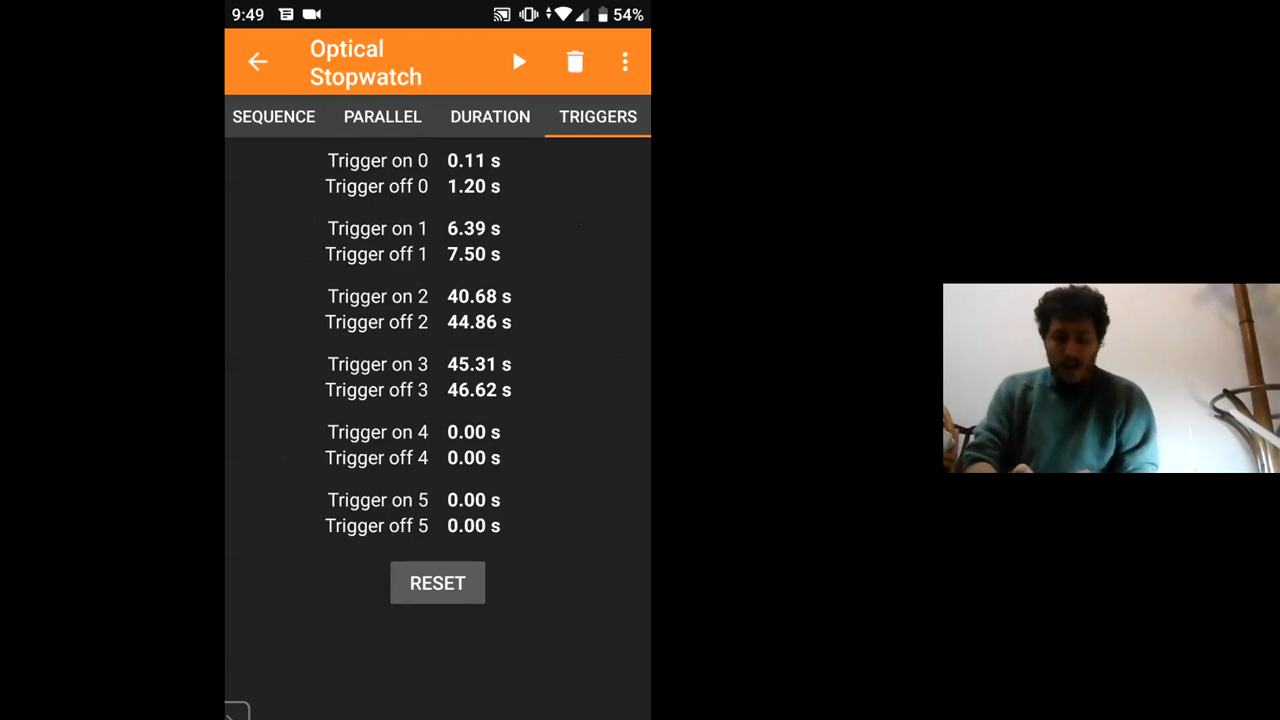 9:49 54%
Optical
Stopwatch
SEQUENCE PARALLEL DURATION TRIGGERS
Trigger on 0 0.11 s
Trigger off 0 1.20 s
Trigger on 1 6.39 s
Trigger off 1 7.50 s
Trigger on 2 40.68 s
Trigger off 2 44.86 s
Trigger on 3 45.31 s
Trigger off 3 46.62 s
Trigger on 4 0.00 s
Trigger off 4 0.00 s
Trigger on 5 0.00 s
Trigger off 5 0.00 s
RESET